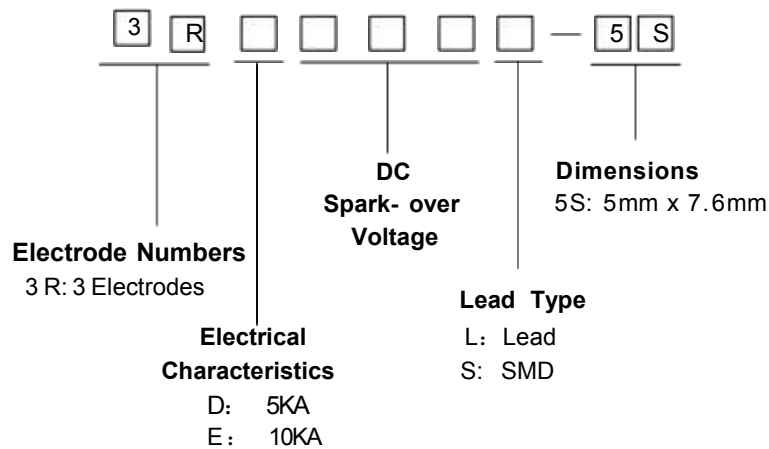 3 R — 5 S
DC
Spark- over
Voltage
Dimensions
5S: 5mm x 7.6mm
Electrode Numbers
3 R: 3 Electrodes
Lead Type
L： Lead
S: SMD
Electrical
Characteristics
D： 5KA
E： 10KA